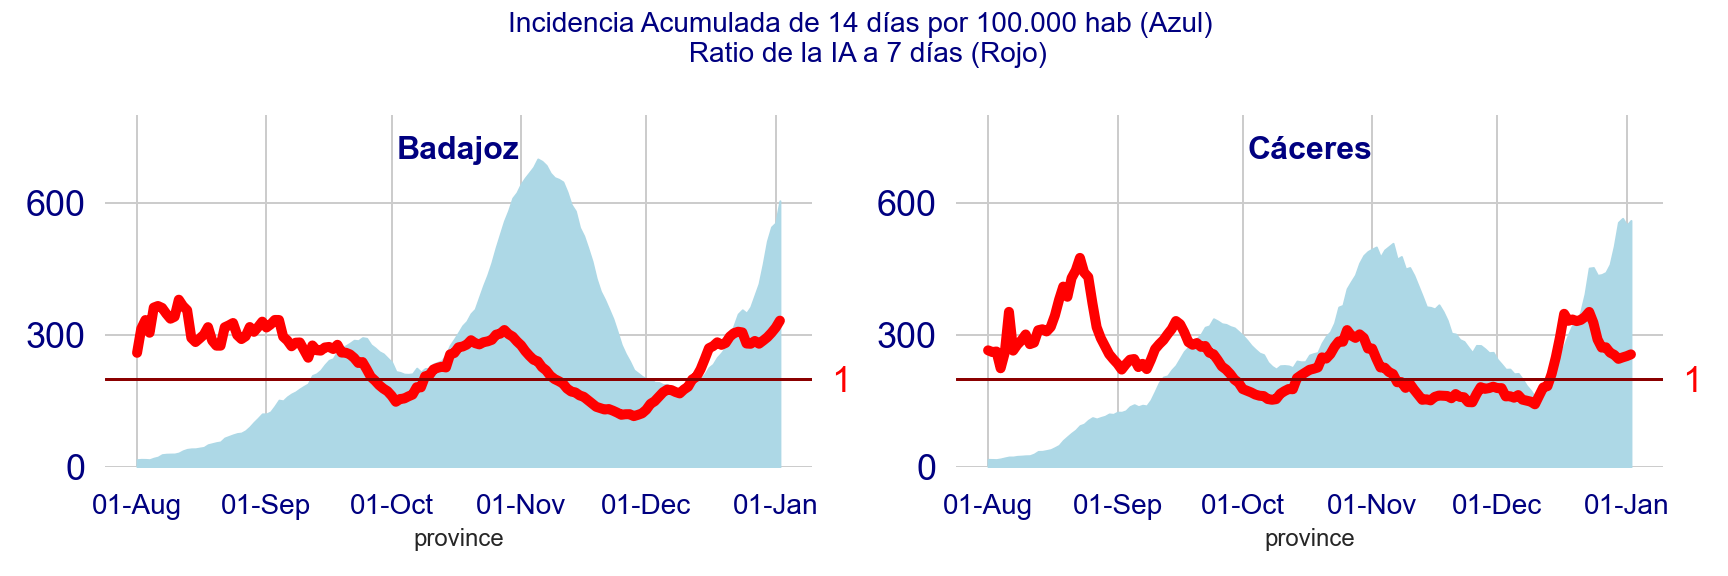 Incidencia Acumulada de 14 días por 100.000 hab (Azul)
Ratio de la IA a 7 días (Rojo)
Badajoz
600
300
0
1
01-Aug 01-Sep 01-Oct 01-Nov 01-Dec 01-Jan
province
Cáceres
600
300
0
1
01-Aug 01-Sep 01-Oct 01-Nov 01-Dec 01-Jan
province